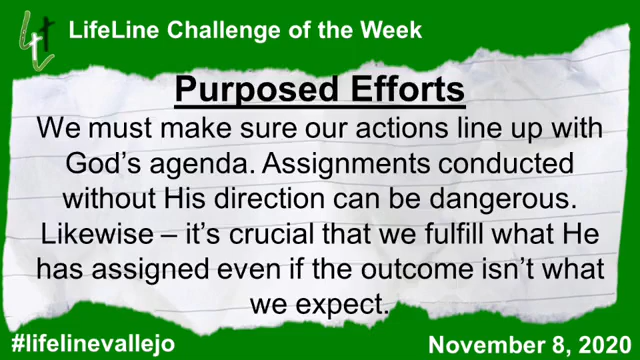 LifeLine Challenge of the Week
Purposed Efforts
We must make sure our actions line up with
God’s agenda. Assignments conducted
without His direction can be dangerous.
Likewise – it’s crucial that we fulfill what He
has assigned even if the outcome isn’t what
we expect.
#lifelinevallejo
November 8, 2020